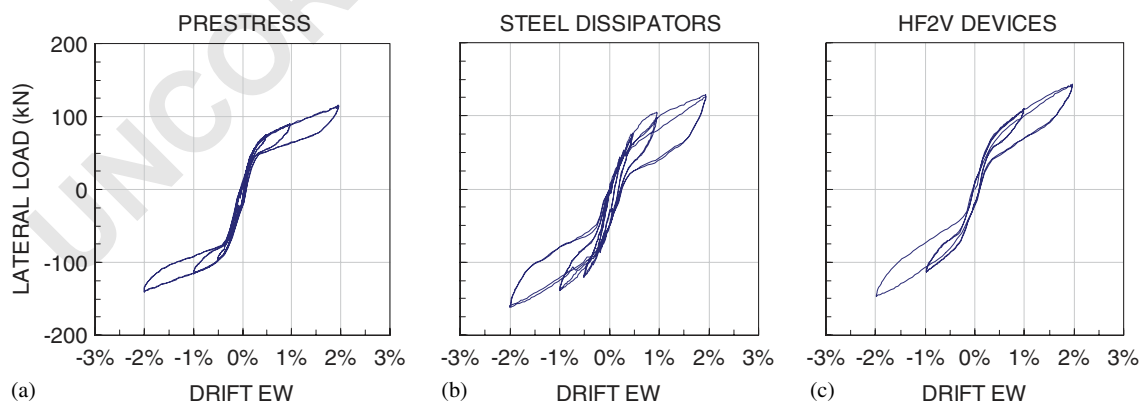 UNCOR
PRESTRESS
STEEL DISSIPATORS
HF2V DEVICES
LATERAL LOAD (kN)
200
100
0
-100
-200
-3% -2% -1% 0% 1% 2% 3%
-3% -2% -1% 0% 1% 2% 3%
-3% -2% -1% 0% 1% 2% 3%
(a) DRIFT EW
(b) DRIFT EW
(c) DRIFT EW